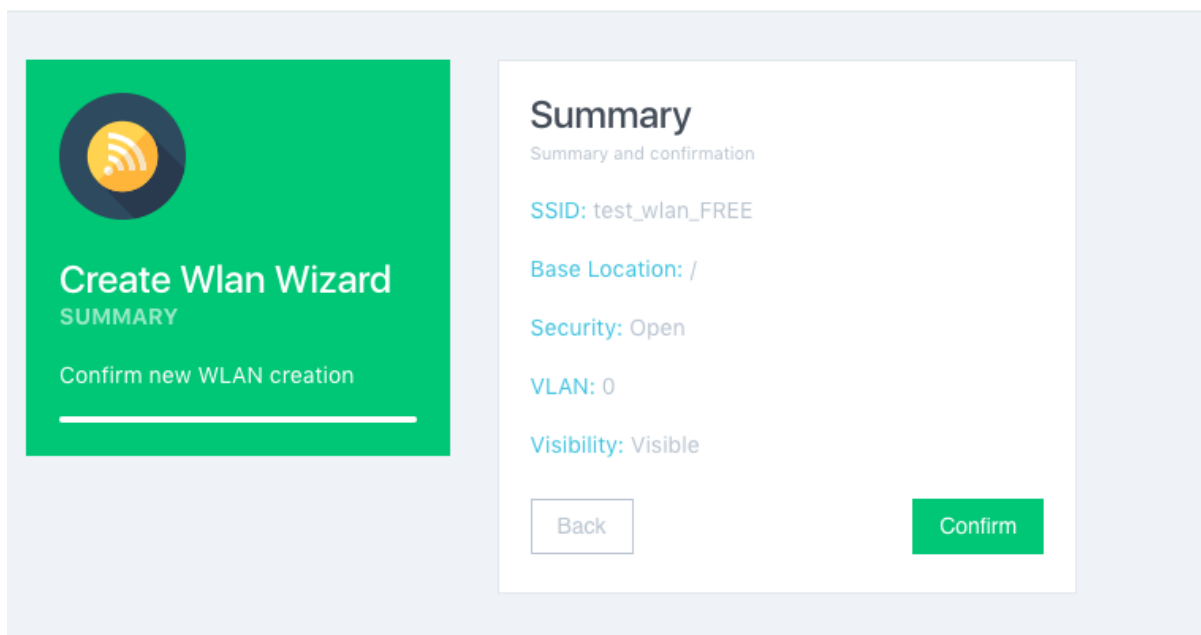 Create Wlan Wizard
SUMMARY
Confirm new WLAN creation
Summary
Summary and confirmation
SSID: test_wlan_FREE
Base Location: /
Security: Open
VLAN: 0
Visibility: Visible
Back
Confirm